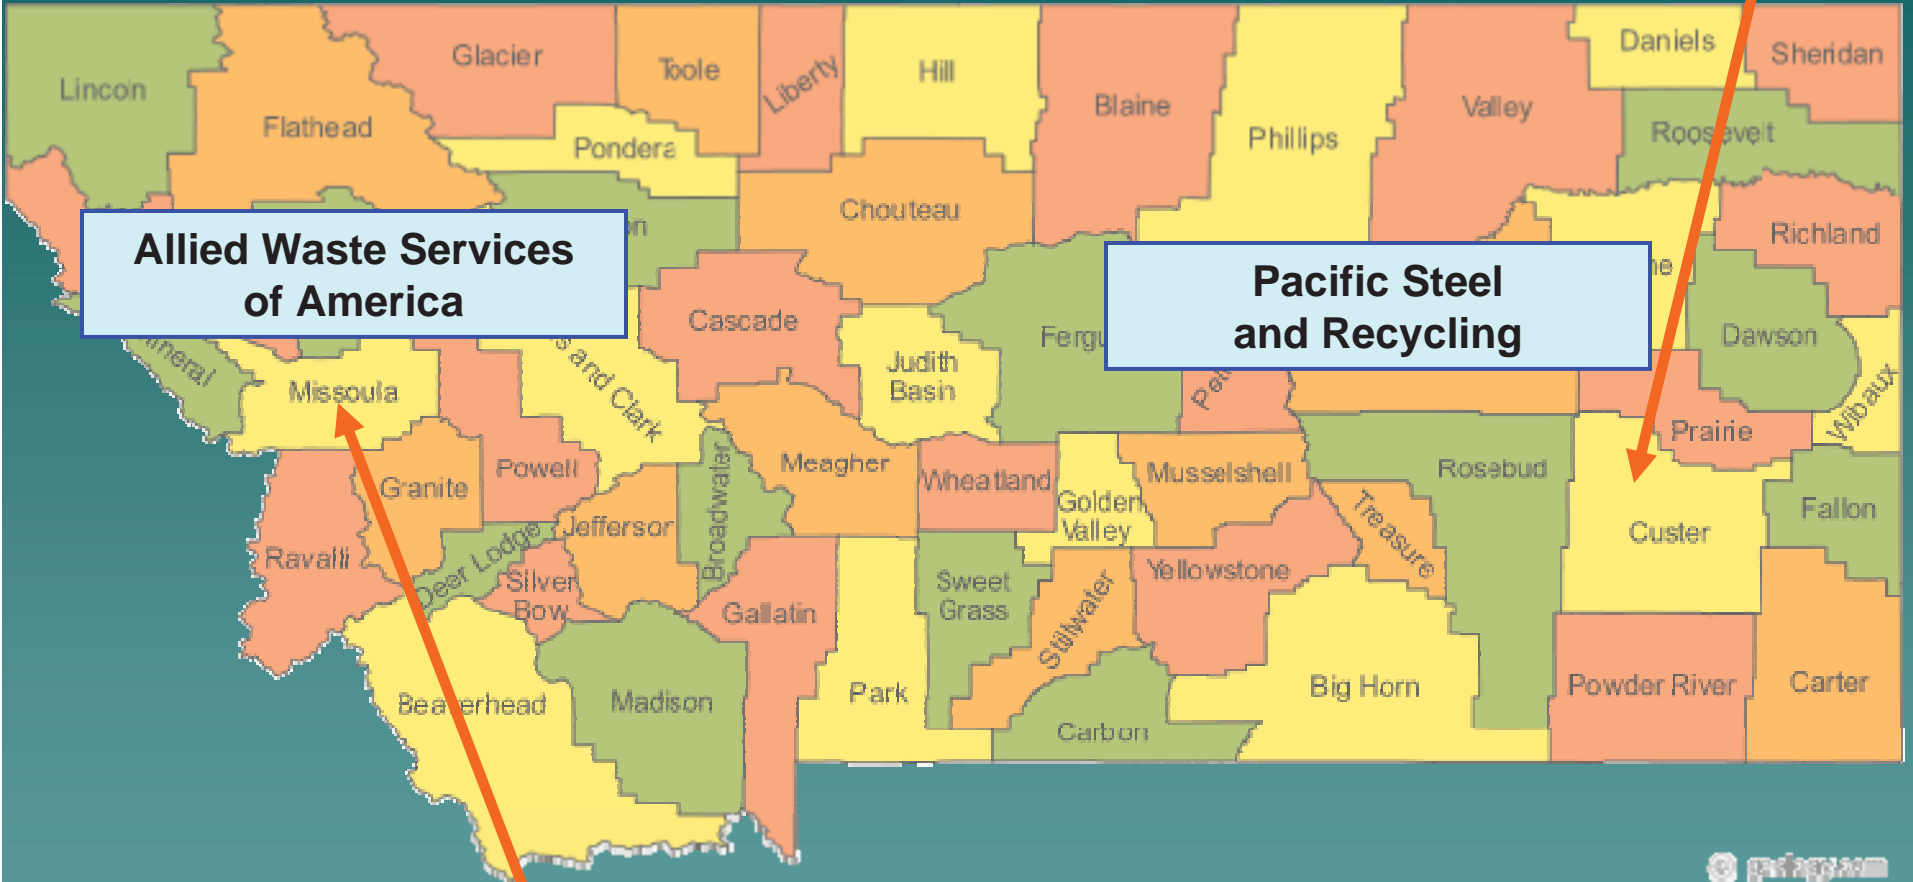 Lincoln
Flathead
Glacier
Toole
Liberty
Hill
Blaine
Phillips
Valley
Daniels
Sheridan
Roosevelt
Pondera
Chouteau
Richland
Allied Waste Services
of America
Pacific Steel
and Recycling
Cascade
Judith
Basin
Dawson
Wibaux
Prairie
Missoula
and Clark
Powell
Granite
Ravalli
Deer Lodge
Silver
Bow
Jefferson
Broadwater
Meagher
Wheatland
Golden
Valley
Musselshell
Treasure
Rosebud
Custer
Fallon
Gallatin
Sweet
Grass
Stillwater
Yellowstone
Beaverhead
Madison
Park
Carbon
Big Horn
Powder River
Carter